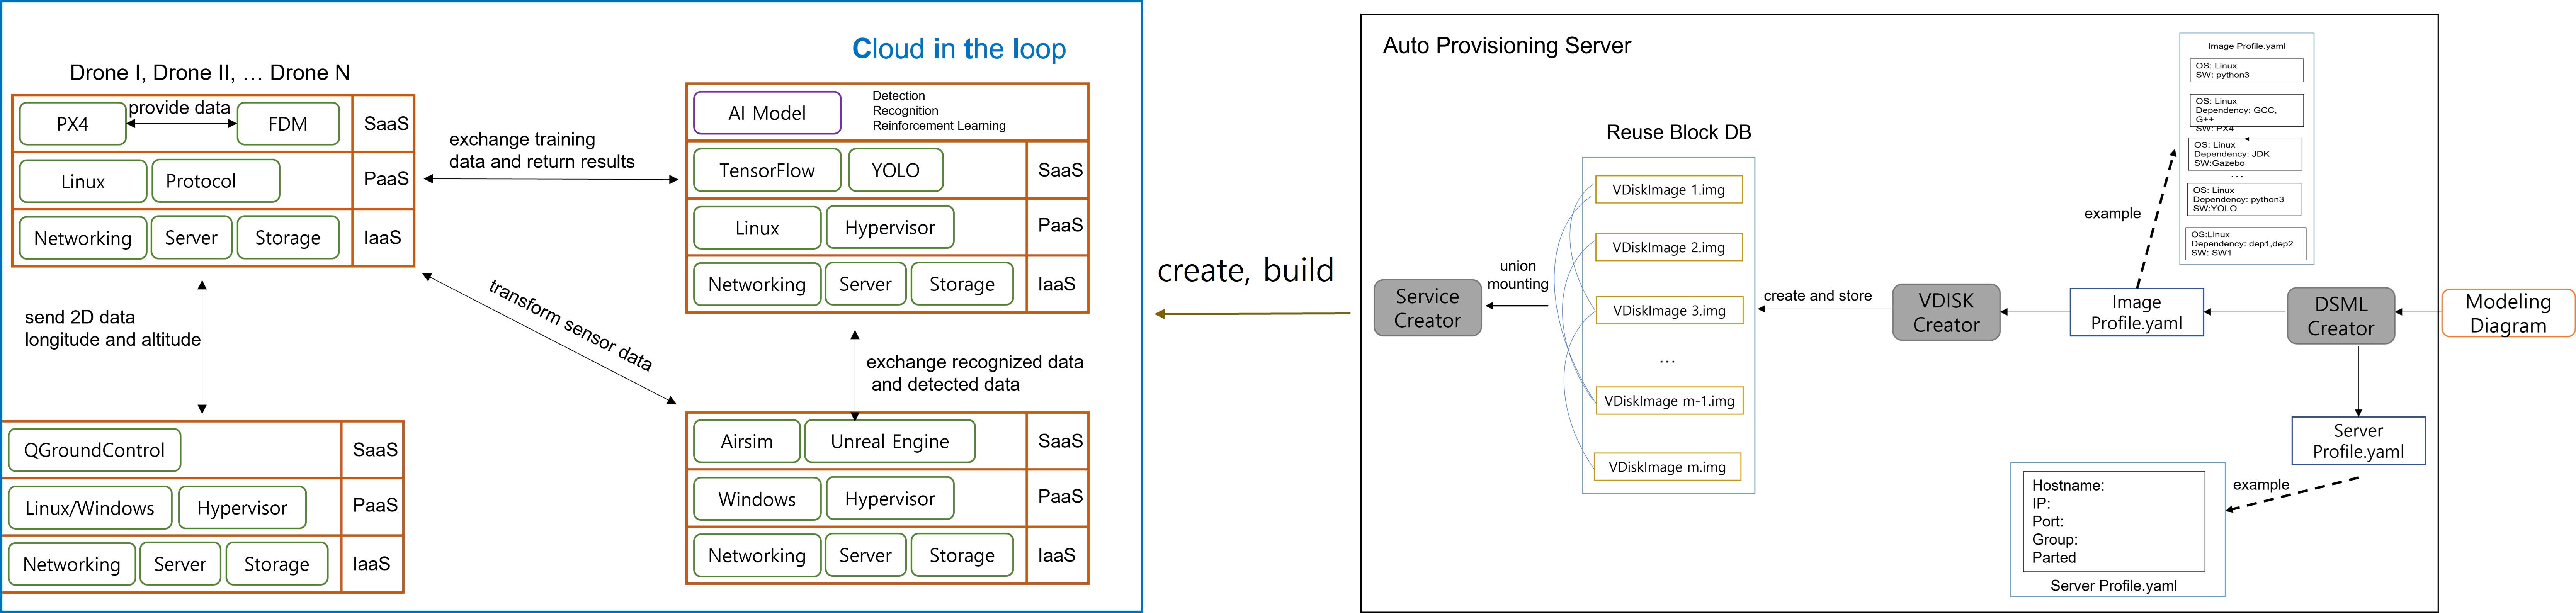 Cloud in the loop
Drone I, Drone II, … Drone N
provide data
PX4
FDM
SaaS
Linux
Protocol
PaaS
Networking
Server
Storage
IaaS
exchange training
data and return results
AI Model
Detection
Recognition
Reinforcement Learning
TensorFlow
YOLO
SaaS
Linux
Hypervisor
PaaS
Networking
Server
Storage
IaaS
send 2D data
longitude and altitude
transform sensor data
exchange recognized data
and detected data
QGroundControl
SaaS
Linux/Windows
Hypervisor
PaaS
Networking
Server
Storage
IaaS
Airsim
Unreal Engine
SaaS
Windows
Hypervisor
PaaS
Networking
Server
Storage
IaaS
create, build
Auto Provisioning Server
Service
Creator
union
mounting
Reuse Block DB
VDiskImage 1.img
VDiskImage 2.img
VDiskImage 3.img
…
VDiskImage m-1.img
VDiskImage m.img
create and store
VDISK
Creator
Image
Profile.yaml
example
Image Profile.yaml
OS: Linux
SW: python3
OS: Linux
Dependency: GCC,
G++
SW: PX4
OS: Linux
Dependency: JDK
SW:Gazebo
…
OS: Linux
Dependency: python3
SW:YOLO
OS:Linux
Dependency: dep1,dep2
SW: SW1
DSML
Creator
Modeling
Diagram
Server
Profile.yaml
example
Hostname:
IP:
Port:
Group:
Parted
Server Profile.yaml